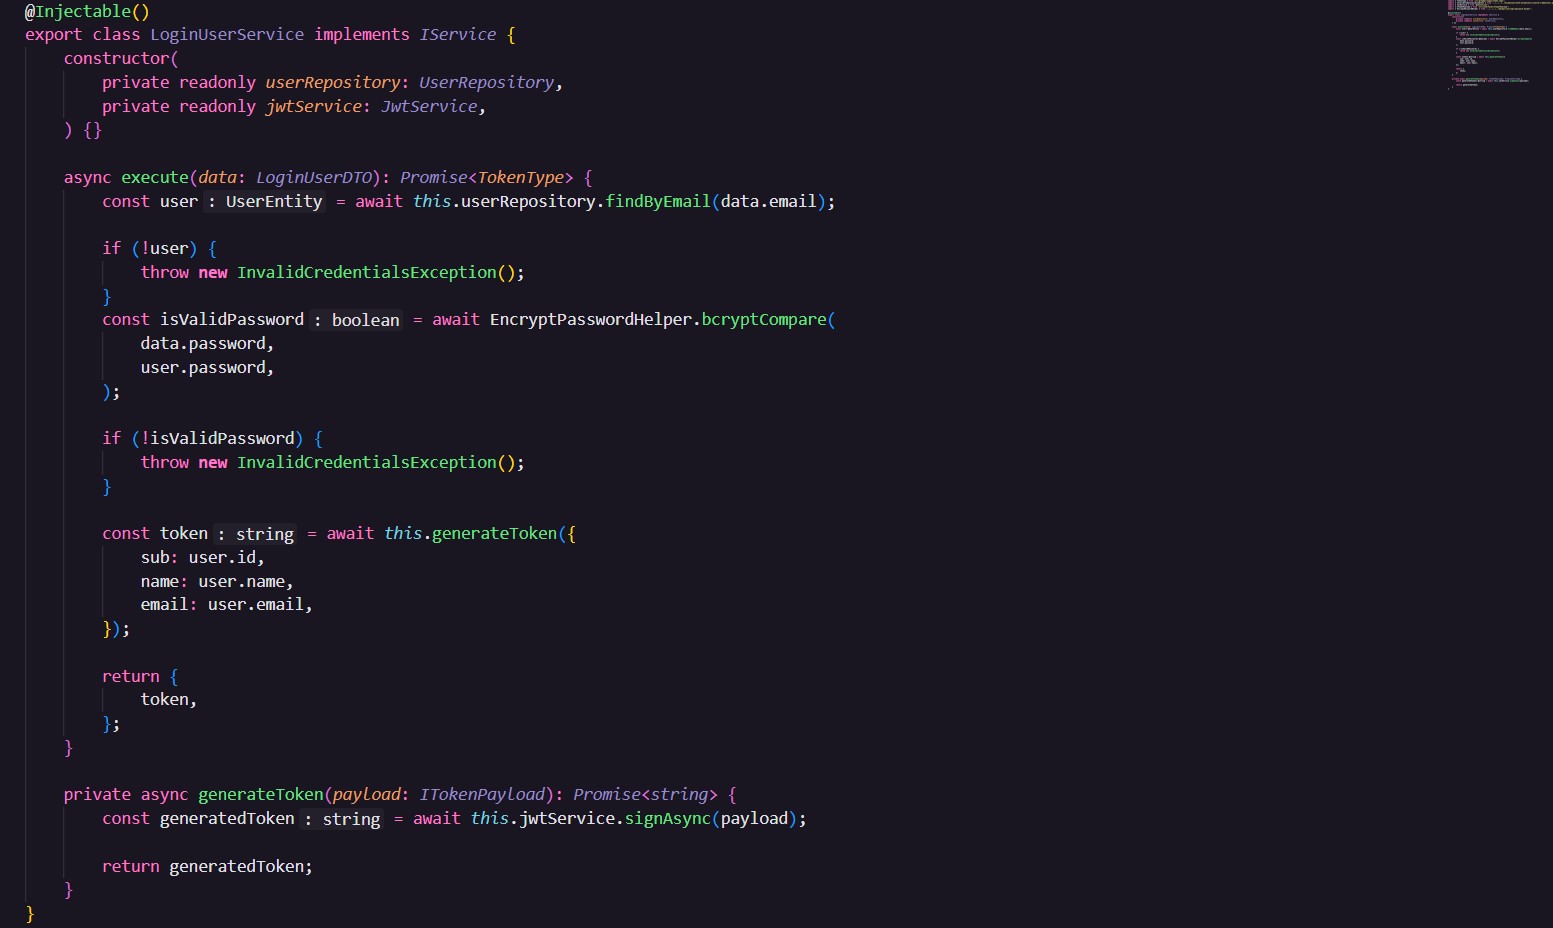 @Injectable()
export class LoginUserService implements IService {
constructor(
private readonly userRepository: UserRepository,
private readonly jwtService: JwtService,
) {}
async execute(data: LoginUserDTO): Promise<TokenType> {
const user : UserEntity = await this.userRepository.findByEmail(data.email);
if (!user) {
throw new InvalidCredentialsException();
}
const isValidPassword : boolean = await EncryptPasswordHelper.bcryptCompare(
data.password,
user.password,
);
if (!isValidPassword) {
throw new InvalidCredentialsException();
}
const token : string = await this.generateToken({
sub: user.id,
name: user.name,
email: user.email,
});
return {
token,
};
}
private async generateToken(payload: ITokenPayload): Promise<string> {
const generatedToken : string = await this.jwtService.signAsync(payload);
return generatedToken;
}
}